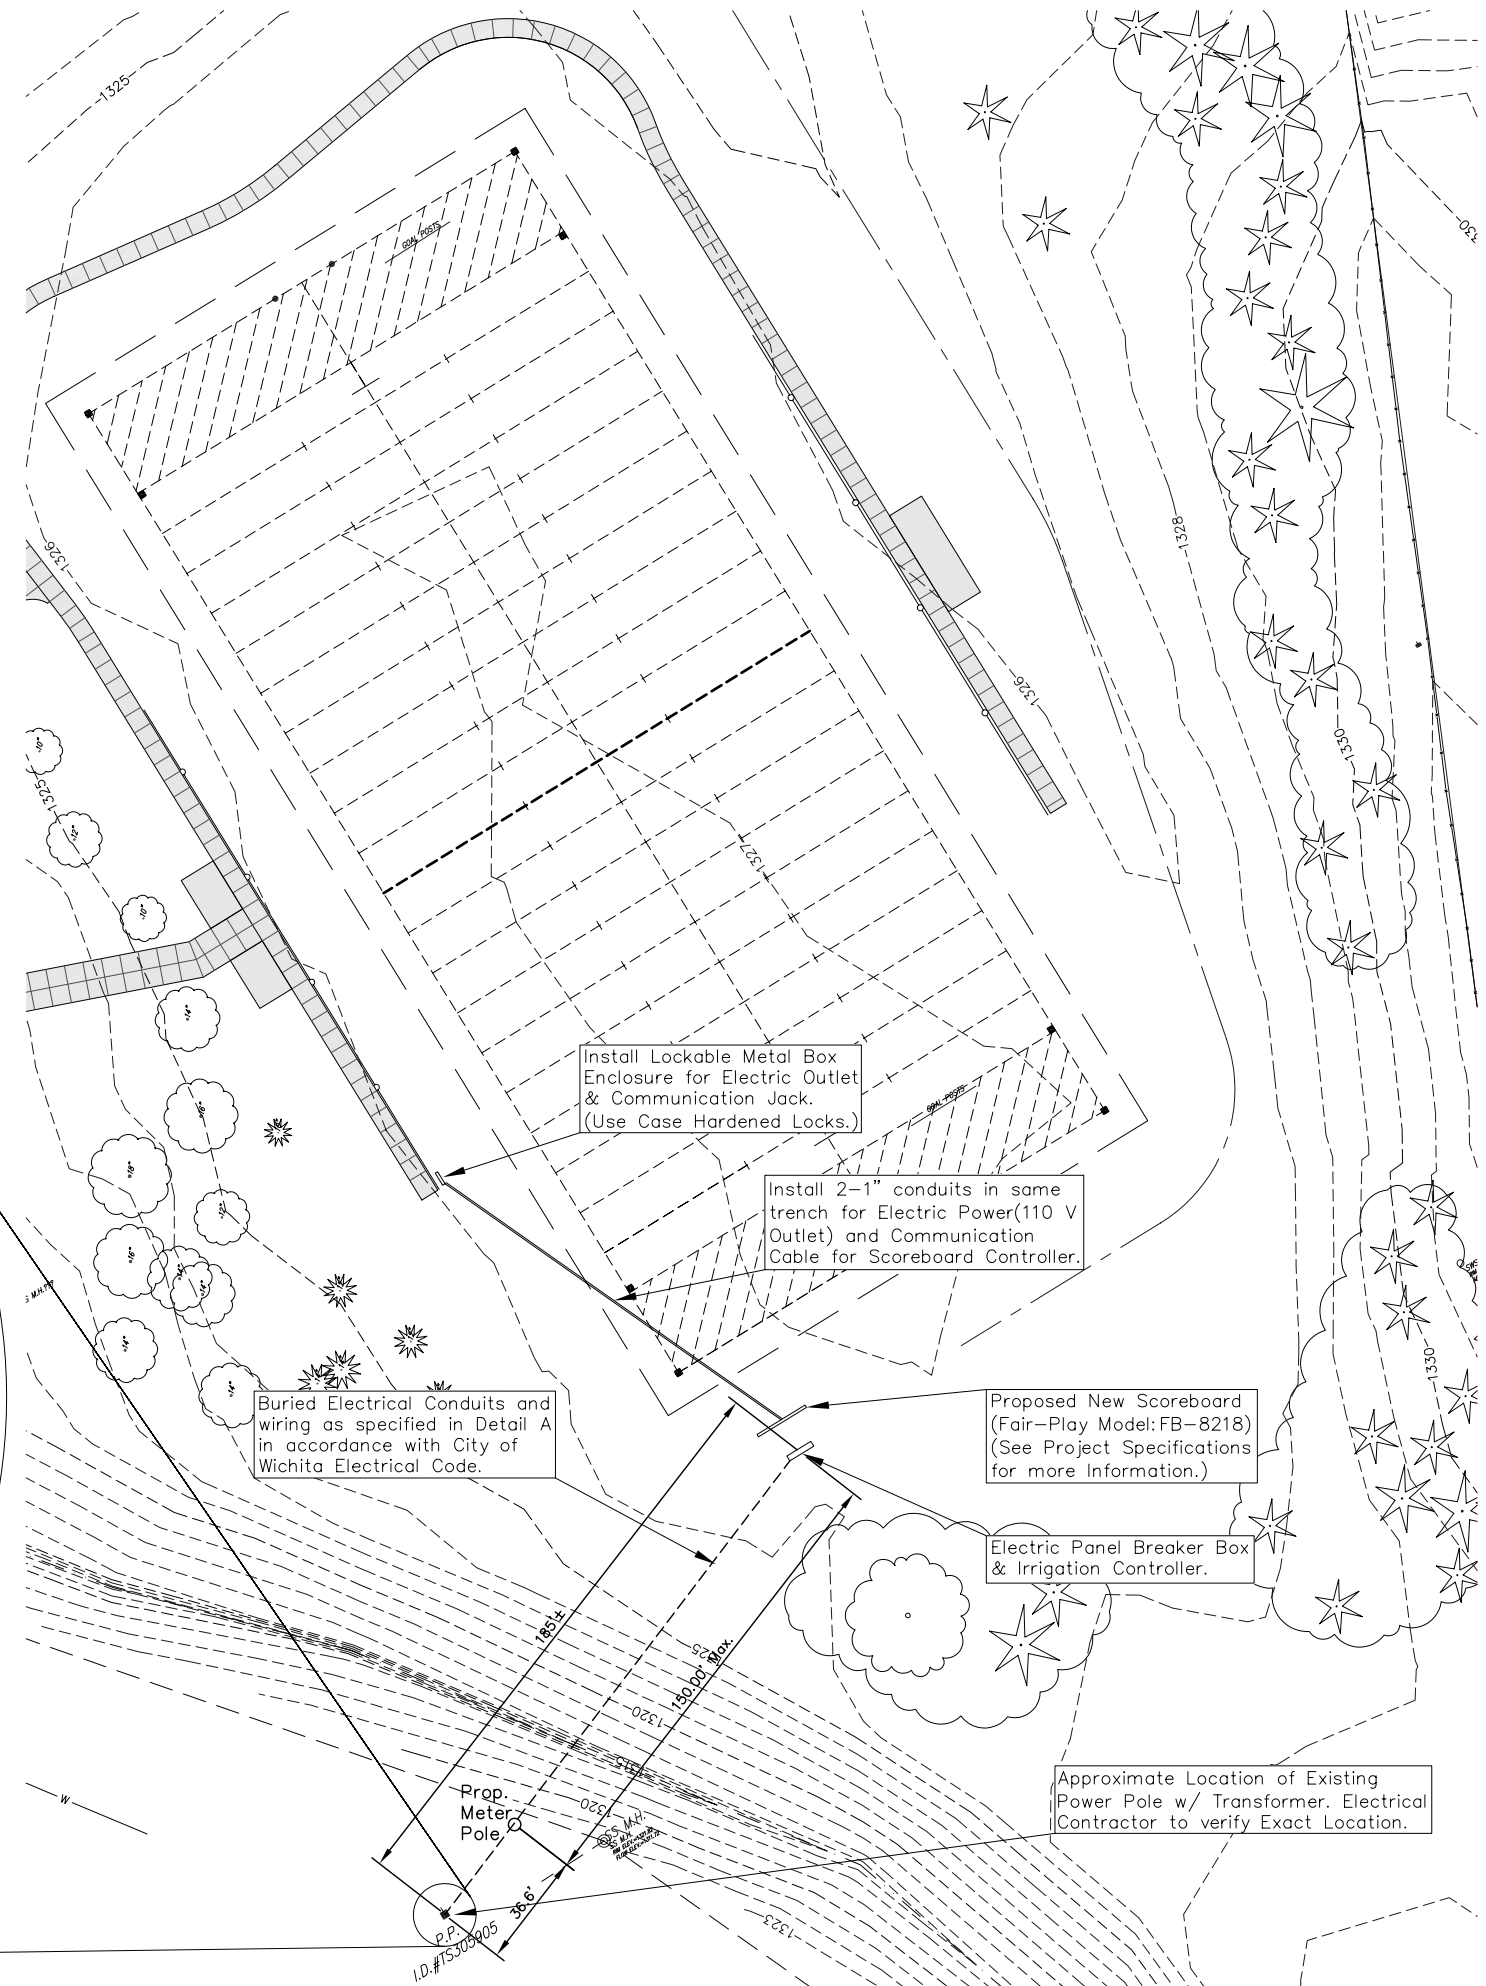 1325
GOAL POSTS
1330
1328
1326
1326
1330
1325
1327
Install Lockable Metal Box
Enclosure for Electric Outlet
& Communication Jack.
(Use Case Hardened Locks.)
GOAL POSTS
Install 2-1" conduits in same
trench for Electric Power(110 V
Outlet) and Communication
Cable for Scoreboard Controller.
S M.H.
1330
Buried Electrical Conduits and
wiring as specified in Detail A
in accordance with City of
Wichita Electrical Code.
Proposed New Scoreboard
(Fair-Play Model:FB-8218)
(See Project Specifications
for more Information.)
Electric Panel Breaker Box
& Irrigation Controller.
185'±
1325
150.00' Max.
1320
1315
Approximate Location of Existing
Power Pole w/ Transformer. Electrical
Contractor to verify Exact Location.
W
Prop.
Meter
Pole
1320
S.S. M.H.
SS M.H.
36.6'
1323
P.P.
I.D.#TS305905